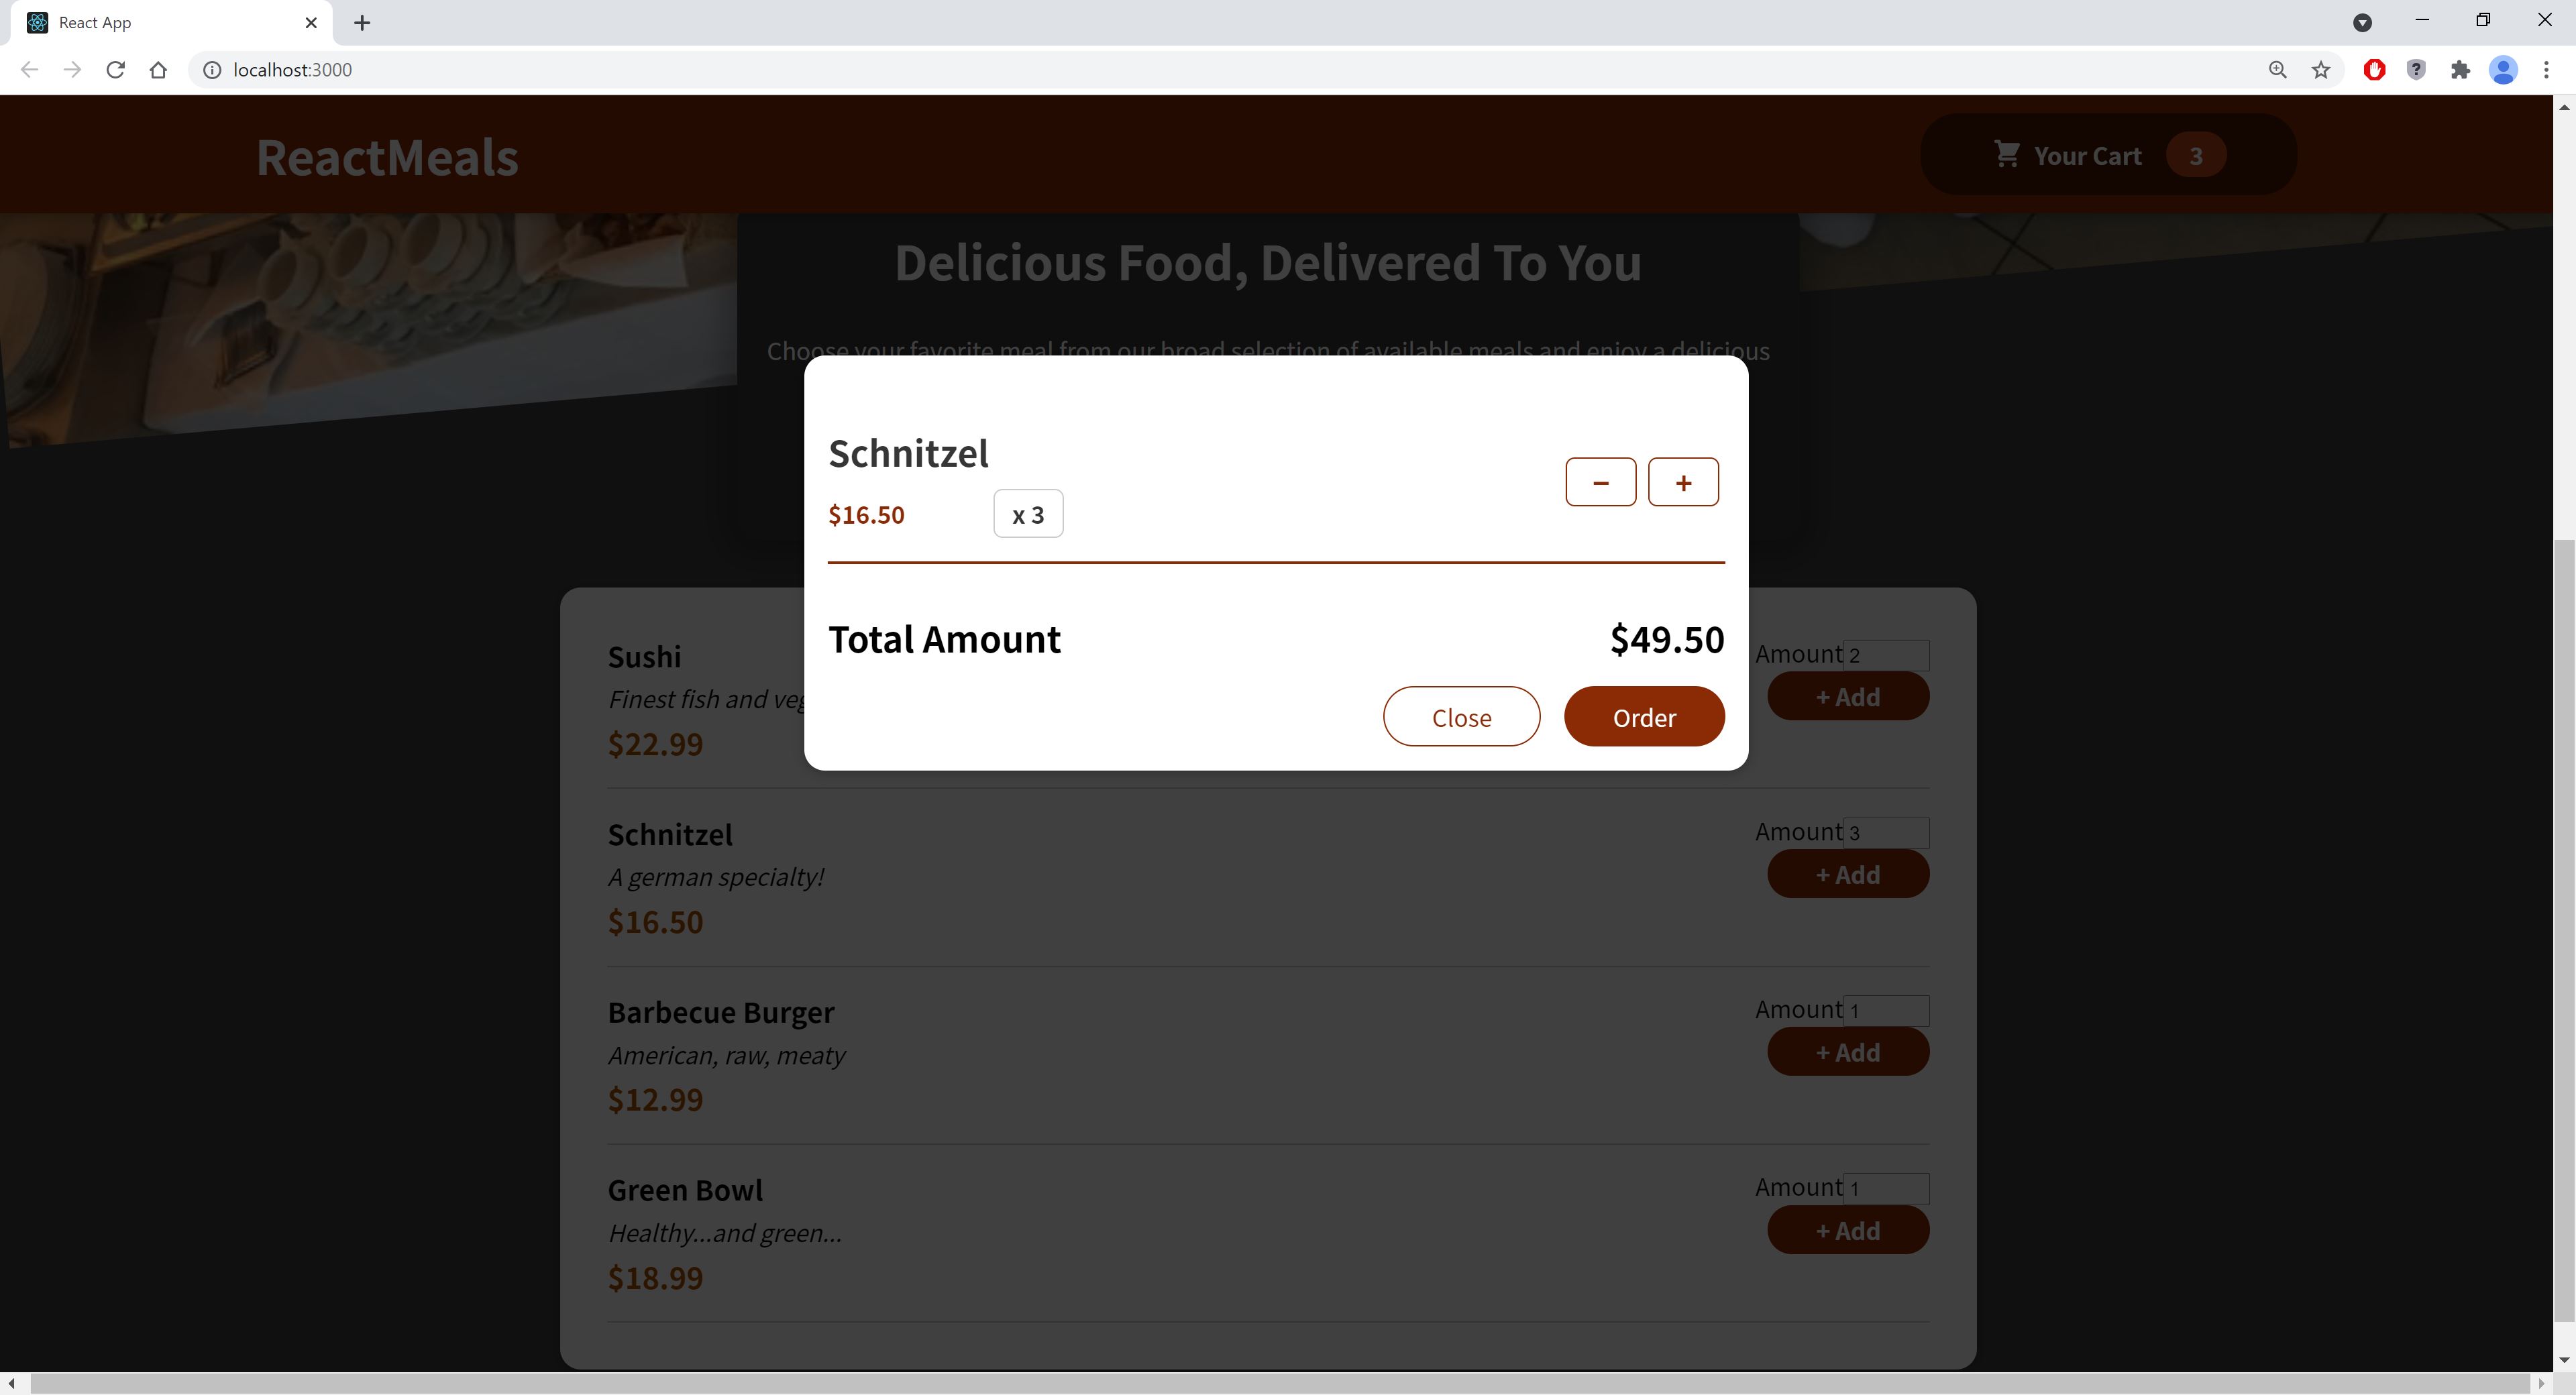 React App
localhost:3000
ReactMeals
Your Cart 3
Delicious Food, Delivered To You
Choose your favorite meal from our broad selection of available meals and enjoy a delicious
Schnitzel
− +
$16.50 x 3
Total Amount $49.50
Close Order
Sushi
Amount 2
Finest fish and veg
+ Add
$22.99
Schnitzel
Amount 3
A german specialty!
+ Add
$16.50
Barbecue Burger
Amount 1
American, raw, meaty
+ Add
$12.99
Green Bowl
Amount 1
Healthy...and green...
+ Add
$18.99